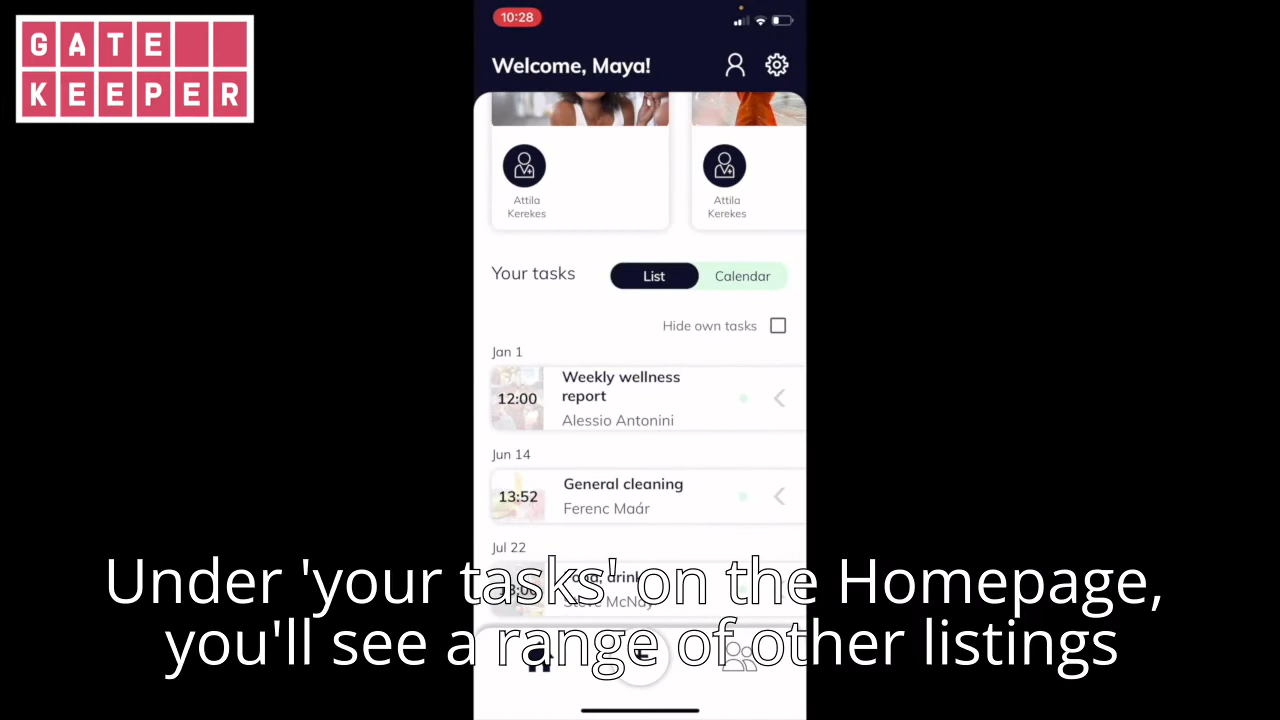 GATE
KEEPER
10:28
Welcome, Maya!
Attila
Kerekes
Attila
Kerekes
Your tasks
List
Calendar
Hide own tasks
Jan 1
12:00
Weekly wellness
report
Alessio Antonini
Jun 14
13:52
General cleaning
Ferenc Maár
Jul 22
Steve McNay
Under 'your tasks' on the Homepage,
you'll see a range of other listings